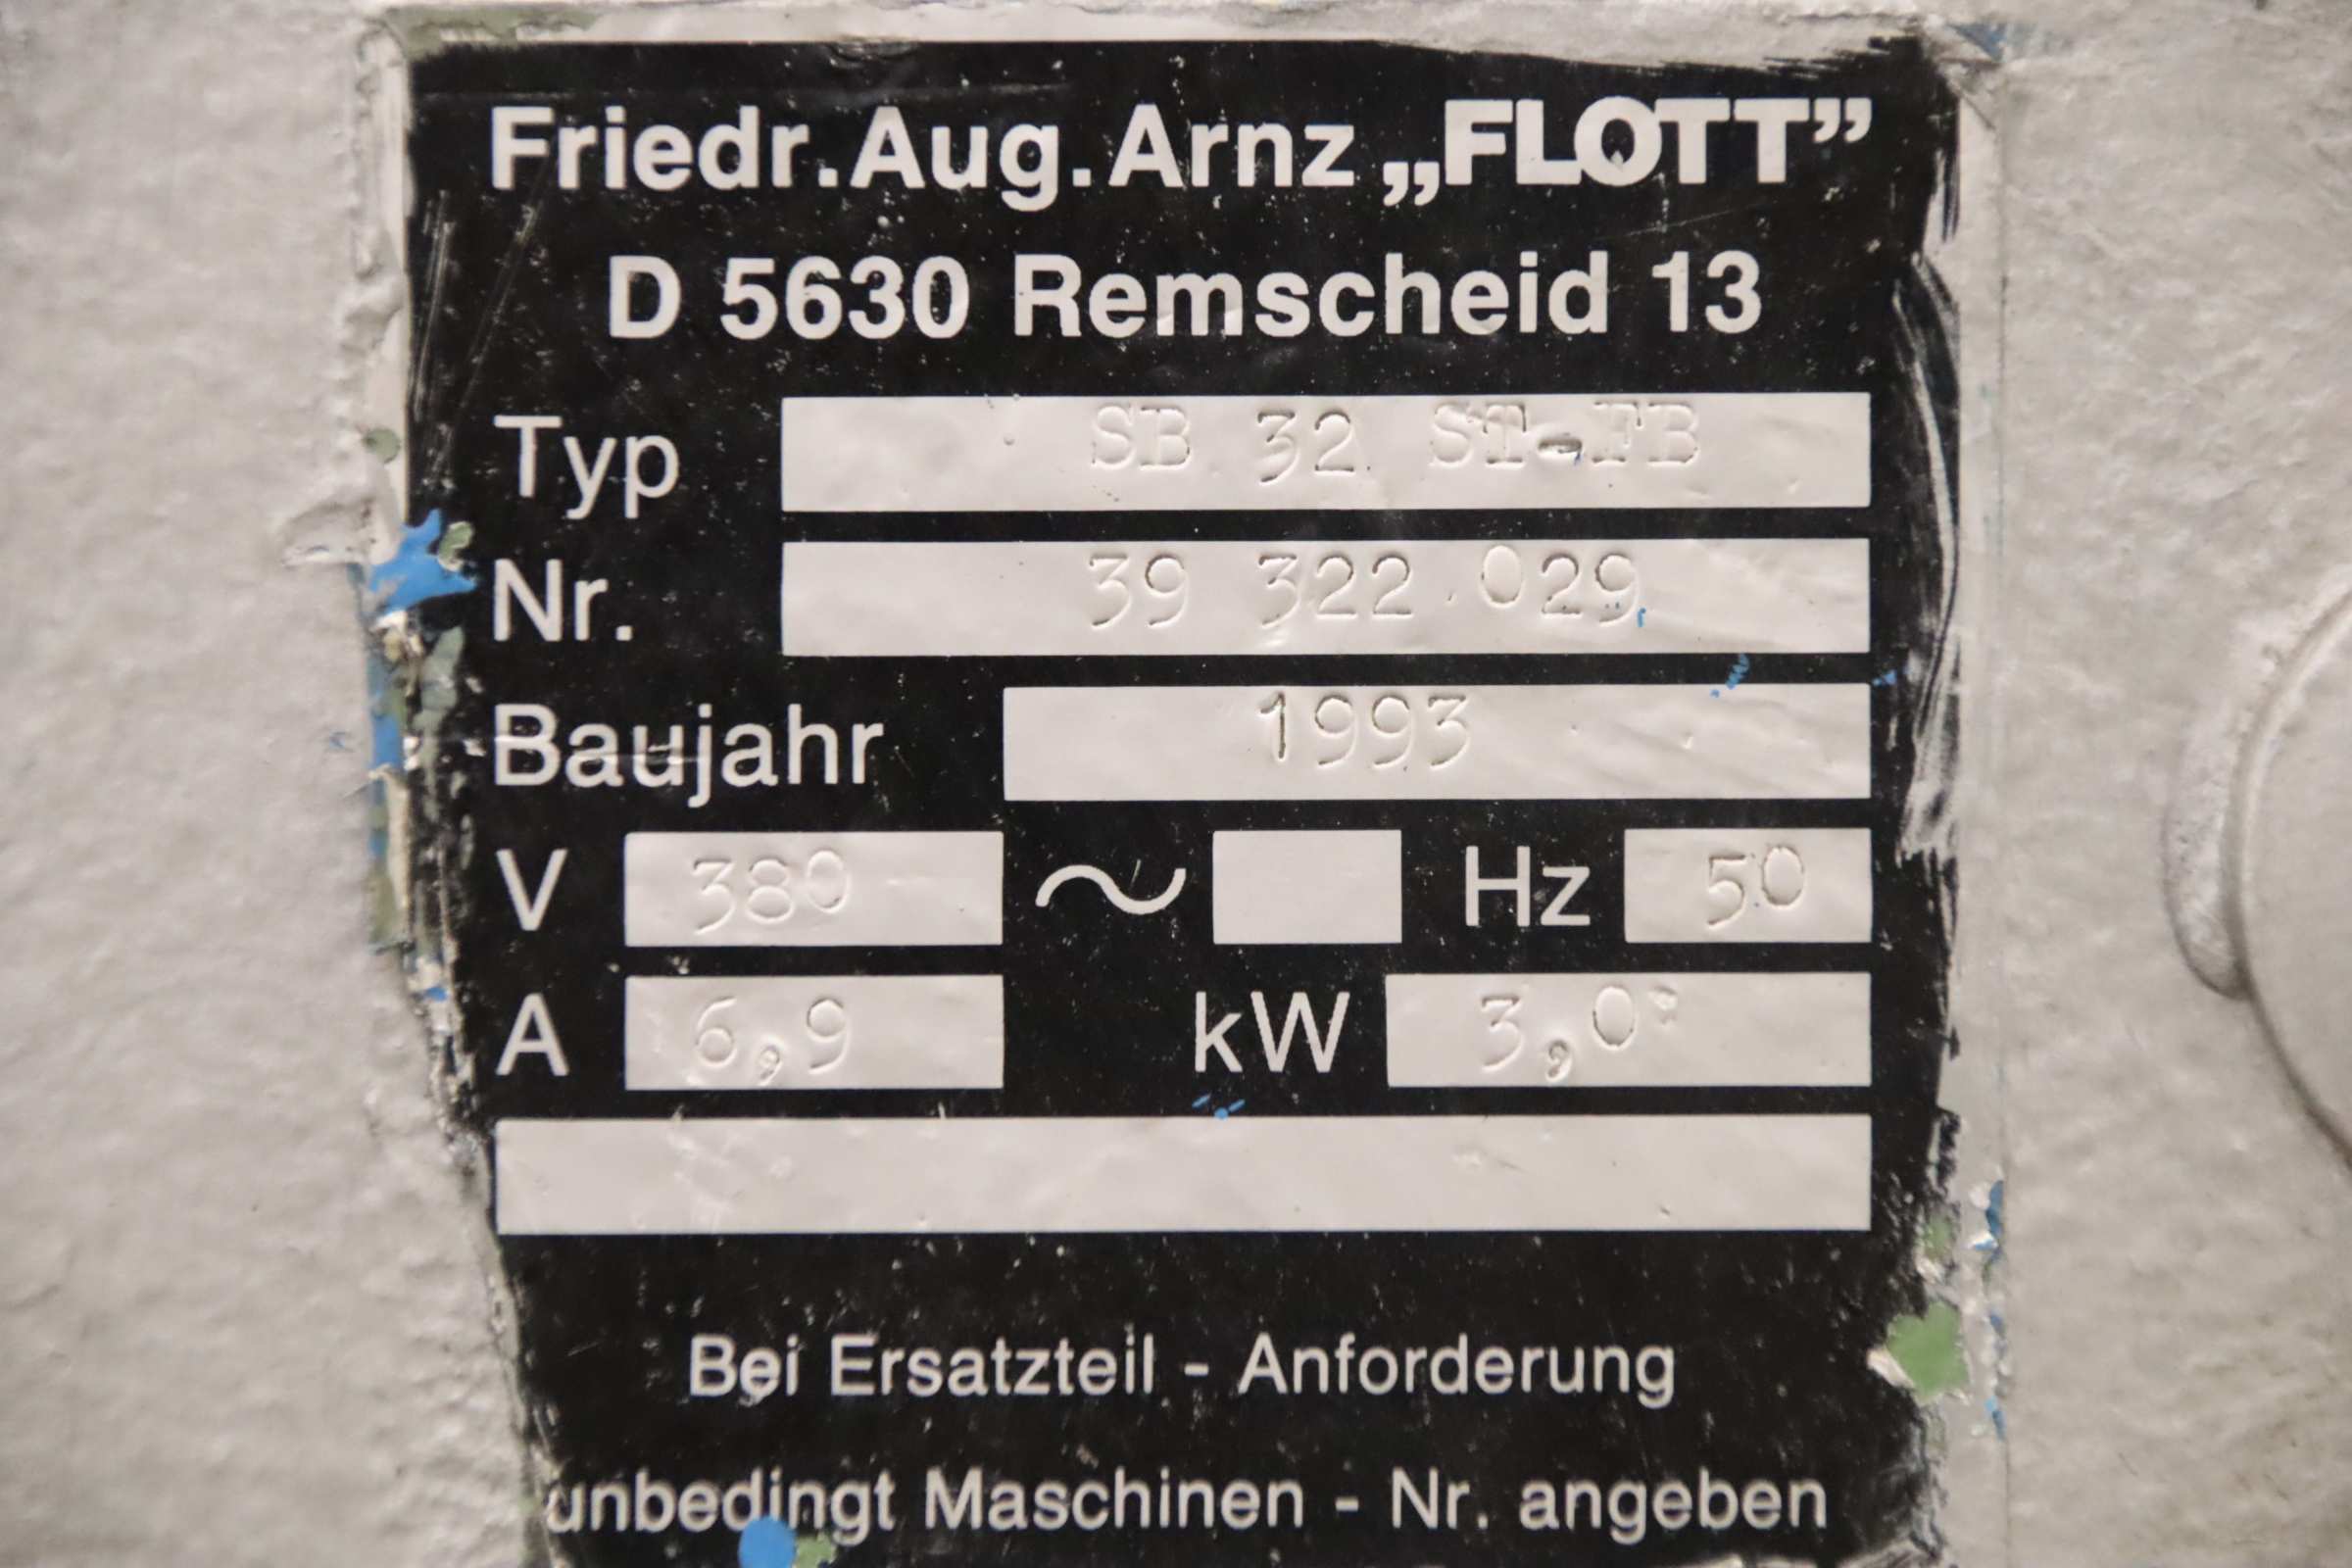 Friedr. Aug. Arnz „FLOTT”
D 5630 Remscheid 13
Typ SB 32 ST-FB
Nr. 39 322 029
Baujahr 1993
V 380 ~ Hz 50
A 6,9 kW 3,0
Bei Ersatzteil - Anforderung
unbedingt Maschinen - Nr. angeben